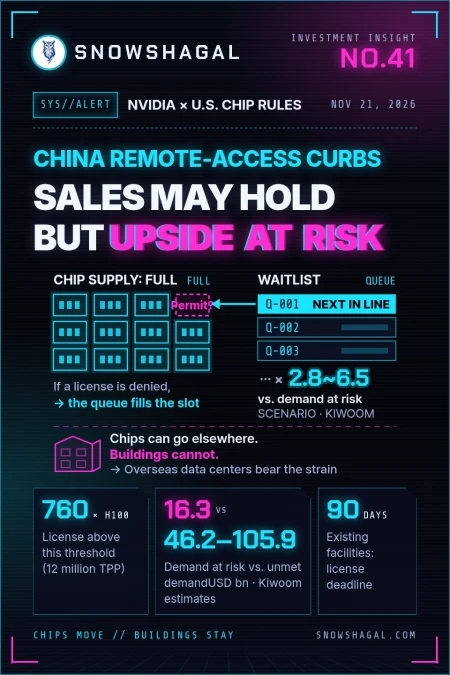 SNOWSHAGAL
INVESTMENT INSIGHT
NO.41
SYS//ALERT
NVIDIA × U.S. CHIP RULES
NOV 21, 2026
CHINA REMOTE-ACCESS CURBS
SALES MAY HOLD
BUT UPSIDE AT RISK
CHIP SUPPLY: FULL FULL
Permit?
If a license is denied,
→ the queue fills the slot
WAITLIST QUEUE
Q-001 NEXT IN LINE
Q-002
Q-003
··· × 2.8~6.5
vs. demand at risk
SCENARIO · KIWOOM
Chips can go elsewhere.
Buildings cannot.
→ Overseas data centers bear the strain
760 × H100
License above
this threshold
(12 million TPP)
16.3 VS
46.2–105.9
Demand at risk vs. unmet
demandUSD bn · Kiwoom
estimates
90 DAYS
Existing
facilities:
license
deadline
CHIPS MOVE // BUILDINGS STAY
SNOWSHAGAL.COM